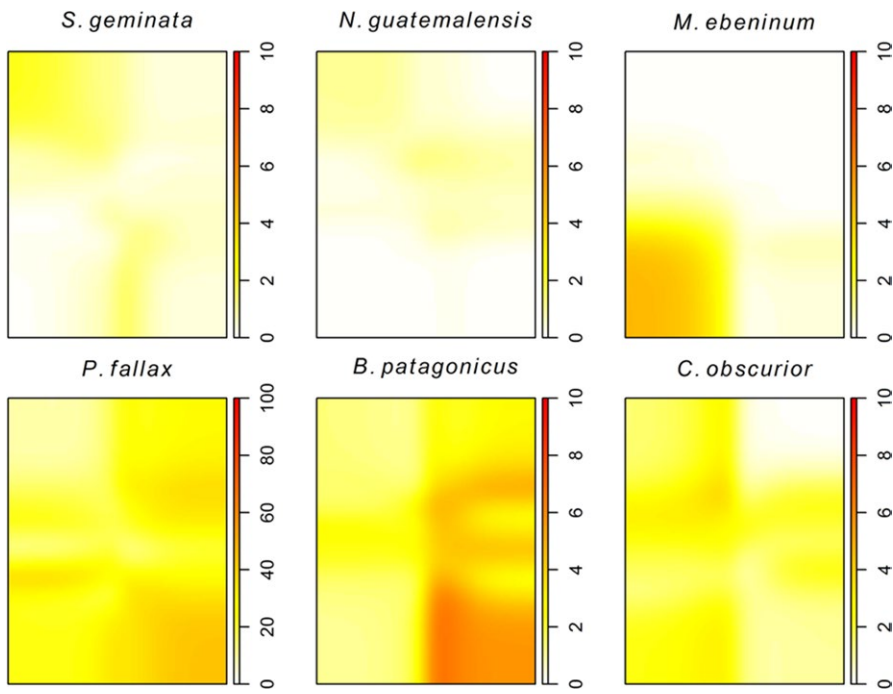 S. geminata
N. guatemalensis
M. ebeninum
0 2 4 6 8 10
0 2 4 6 8 10
0 2 4 6 8 10
P. fallax
B. patagonicus
C. obscurior
0 20 40 60 80 100
0 2 4 6 8 10
0 2 4 6 8 10